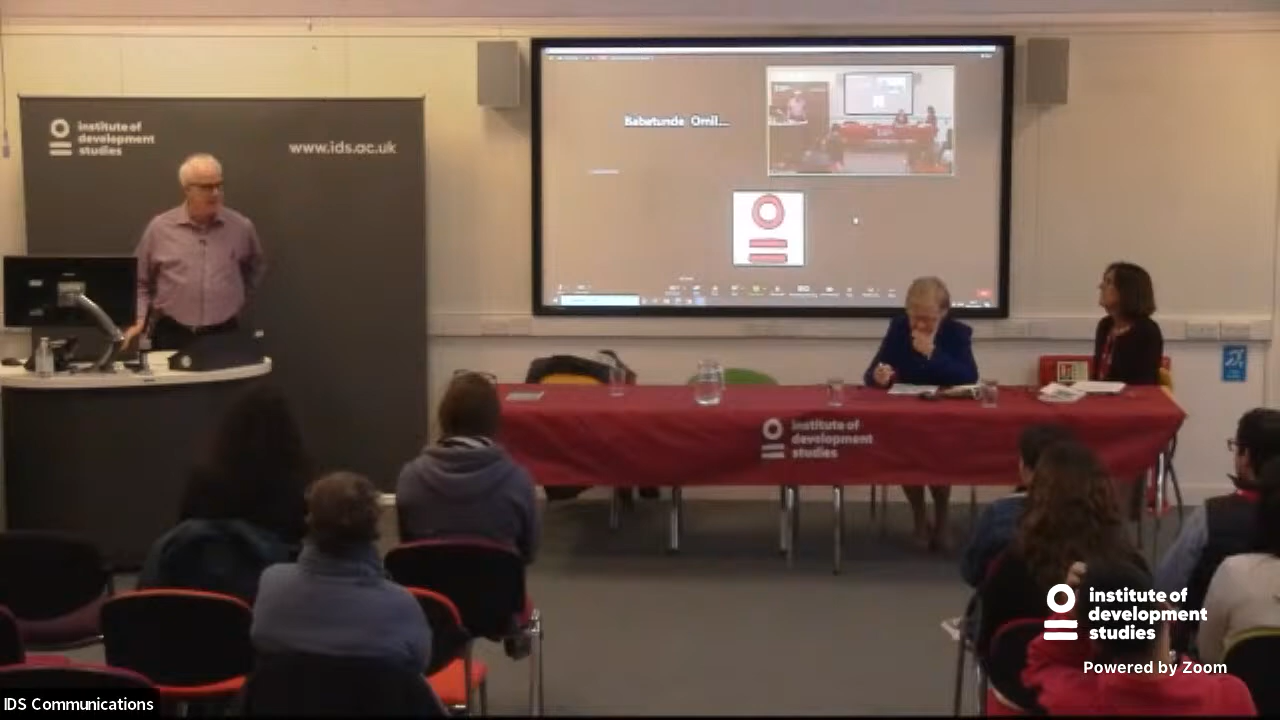 institute of
development
studies
www.ids.ac.uk
Babatunde Omil...
institute of
development
studies
institute of
development
studies
Powered by Zoom
IDS Communications